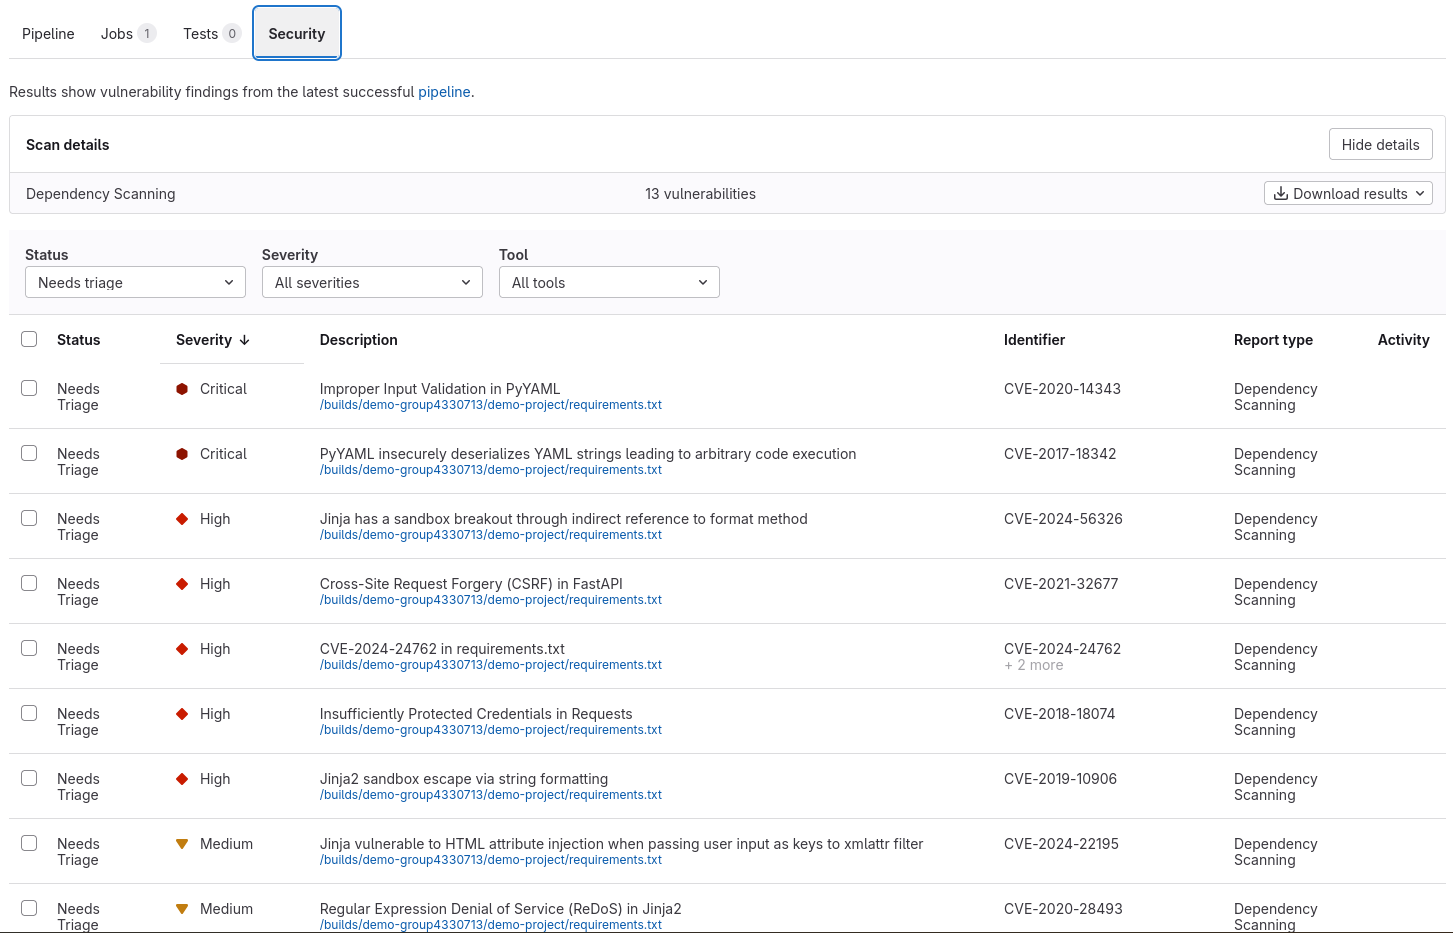 Pipeline Jobs 1 Tests 0 Security
Results show vulnerability findings from the latest successful pipeline.
Scan details Hide details
Dependency Scanning 13 vulnerabilities Download results
Status Severity Tool
Needs triage All severities All tools
Status Severity Description Identifier Report type Activity
Needs Critical Improper Input Validation in PyYAML CVE-2020-14343 Dependency
Triage /builds/demo-group4330713/demo-project/requirements.txt Scanning
Needs Critical PyYAML insecurely deserializes YAML strings leading to arbitrary code execution CVE-2017-18342 Dependency
Triage /builds/demo-group4330713/demo-project/requirements.txt Scanning
Needs High Jinja has a sandbox breakout through indirect reference to format method CVE-2024-56326 Dependency
Triage /builds/demo-group4330713/demo-project/requirements.txt Scanning
Needs High Cross-Site Request Forgery (CSRF) in FastAPI CVE-2021-32677 Dependency
Triage /builds/demo-group4330713/demo-project/requirements.txt Scanning
Needs High CVE-2024-24762 in requirements.txt CVE-2024-24762 Dependency
Triage /builds/demo-group4330713/demo-project/requirements.txt + 2 more Scanning
Needs High Insufficiently Protected Credentials in Requests CVE-2018-18074 Dependency
Triage /builds/demo-group4330713/demo-project/requirements.txt Scanning
Needs High Jinja2 sandbox escape via string formatting CVE-2019-10906 Dependency
Triage /builds/demo-group4330713/demo-project/requirements.txt Scanning
Needs Medium Jinja vulnerable to HTML attribute injection when passing user input as keys to xmlattr filter CVE-2024-22195 Dependency
Triage /builds/demo-group4330713/demo-project/requirements.txt Scanning
Needs Medium Regular Expression Denial of Service (ReDoS) in Jinja2 CVE-2020-28493 Dependency
Triage /builds/demo-group4330713/demo-project/requirements.txt Scanning